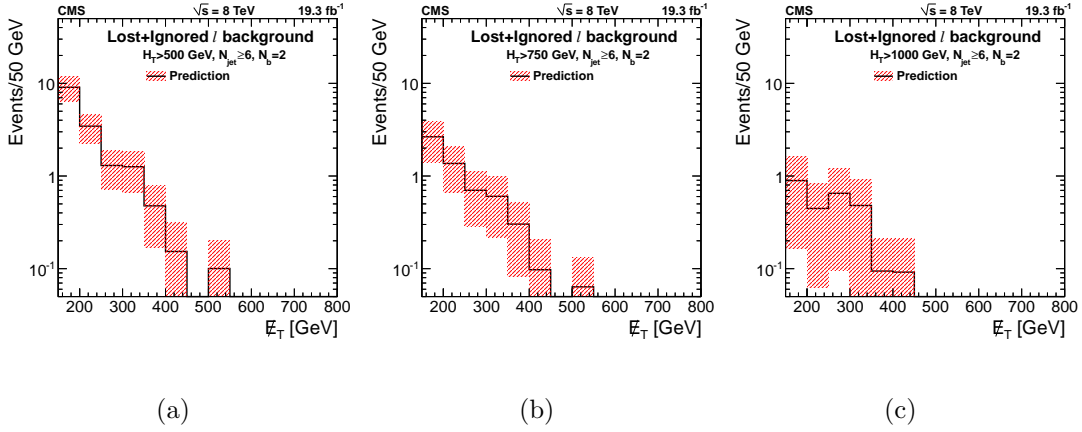 CMS √s = 8 TeV 19.3 fb⁻¹
Lost+Ignored l background
H_T>500 GeV, N_jet≥6, N_b=2
Prediction
Events/50 GeV
10
1
10⁻¹
200 300 400 500 600 700 800
E̸_T [GeV]
(a)
CMS √s = 8 TeV 19.3 fb⁻¹
Lost+Ignored l background
H_T>750 GeV, N_jet≥6, N_b=2
Prediction
Events/50 GeV
10
1
10⁻¹
200 300 400 500 600 700 800
E̸_T [GeV]
(b)
CMS √s = 8 TeV 19.3 fb⁻¹
Lost+Ignored l background
H_T>1000 GeV, N_jet≥6, N_b=2
Prediction
Events/50 GeV
10
1
10⁻¹
200 300 400 500 600 700 800
E̸_T [GeV]
(c)